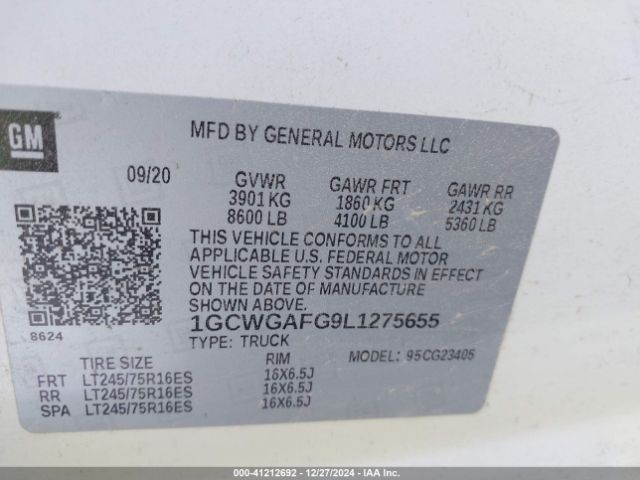 GM
MFD BY GENERAL MOTORS LLC
09/20
GVWR
3901 KG
8600 LB
GAWR FRT
1860 KG
4100 LB
GAWR RR
2431 KG
5360 LB
THIS VEHICLE CONFORMS TO ALL
APPLICABLE U.S. FEDERAL MOTOR
VEHICLE SAFETY STANDARDS IN EFFECT
ON THE DATE OF MANUFACTURE
SHOWN ABOVE
1GCWGAFG9L1275655
8624
TYPE: TRUCK
MODEL: 95CG23405
TIRE SIZE
RIM
FRT LT245/75R16ES 16X6.5J
RR LT245/75R16ES 16X6.5J
SPA LT245/75R16ES 16X6.5J
000-41212692 - 12/27/2024 - IAAI.COM